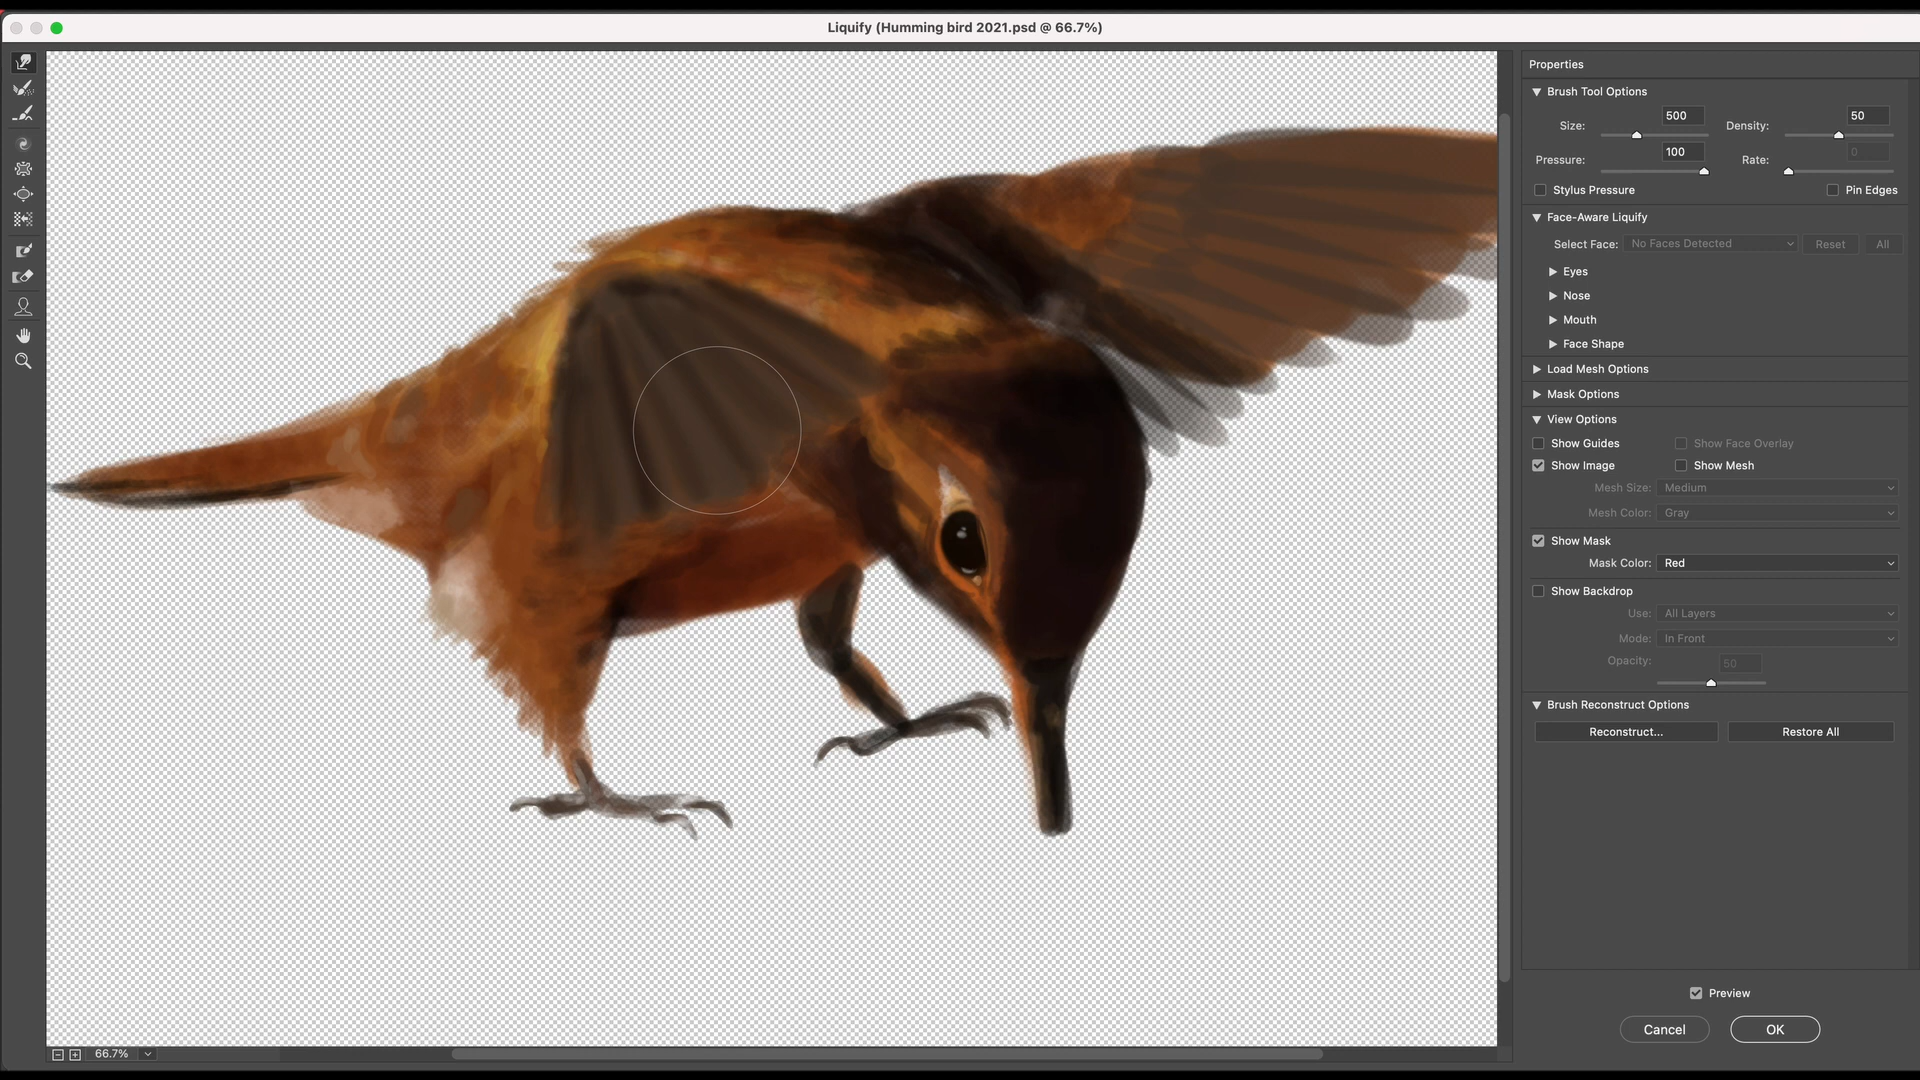 Liquify (Humming bird 2021.psd @ 66.7%)
Properties
Brush Tool Options
Size: 500 Density: 50
Pressure: 100 Rate: 0
Stylus Pressure Pin Edges
Face-Aware Liquify
Select Face: No Faces Detected Reset All
Eyes
Nose
Mouth
Face Shape
Load Mesh Options
Mask Options
View Options
Show Guides Show Face Overlay
Show Image Show Mesh
Mesh Size: Medium
Mesh Color: Gray
Show Mask
Mask Color: Red
Show Backdrop
Use: All Layers
Mode: In Front
Opacity: 50
Brush Reconstruct Options
Reconstruct... Restore All
Preview
Cancel OK
66.7%